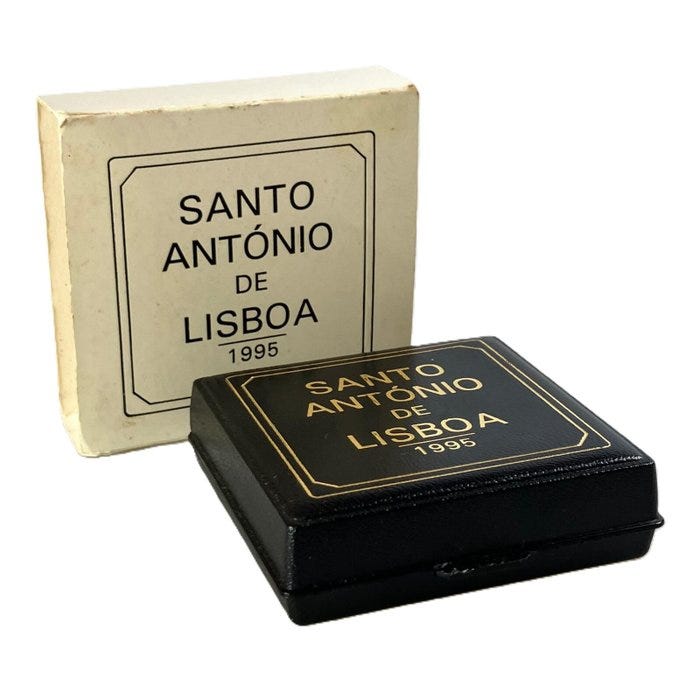 SANTO
ANTÓNIO
DE
LISBOA
1995
SANTO
ANTÓNIO
DE
LISBOA
1995